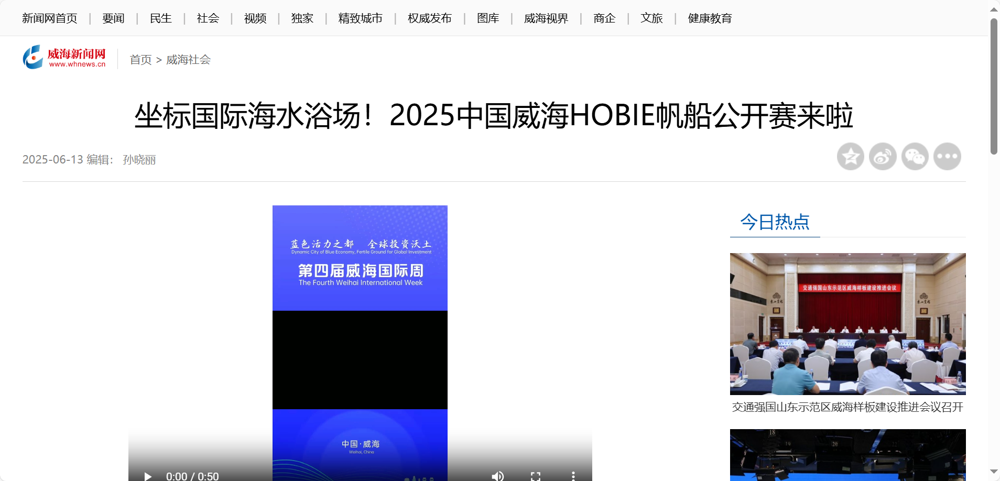 新闻网首页 | 要闻 | 民生 | 社会 | 视频 | 独家 | 精致城市 | 权威发布 | 图库 | 威海视界 | 商企 | 文旅 | 健康教育
威海新闻网
www.whnews.cn
首页 > 威海社会
坐标国际海水浴场！2025中国威海HOBIE帆船公开赛来啦
2025-06-13 编辑： 孙晓丽
蓝色活力之都 全球投资沃土
Dynamic City of Blue Economy, Fertile Ground for Global Investment
第四届威海国际周
The Fourth Weihai International Week
中国·威海
Weihai, China
0:00 / 0:50
今日热点
交通强国山东示范区威海样板建设推进会议
交通强国山东示范区威海样板建设推进会议召开
18
19
20
22